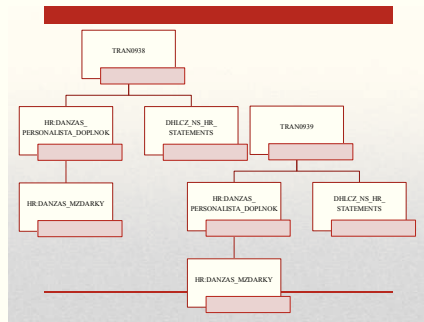 TRAN0938
HR:DANZAS_
PERSONALISTA_DOPLNOK
DHLCZ_NS_HR_
STATEMENTS
HR:DANZAS_MZDARKY
TRAN0939
HR:DANZAS_
PERSONALISTA_DOPLNOK
DHLCZ_NS_HR_
STATEMENTS
HR:DANZAS_MZDARKY